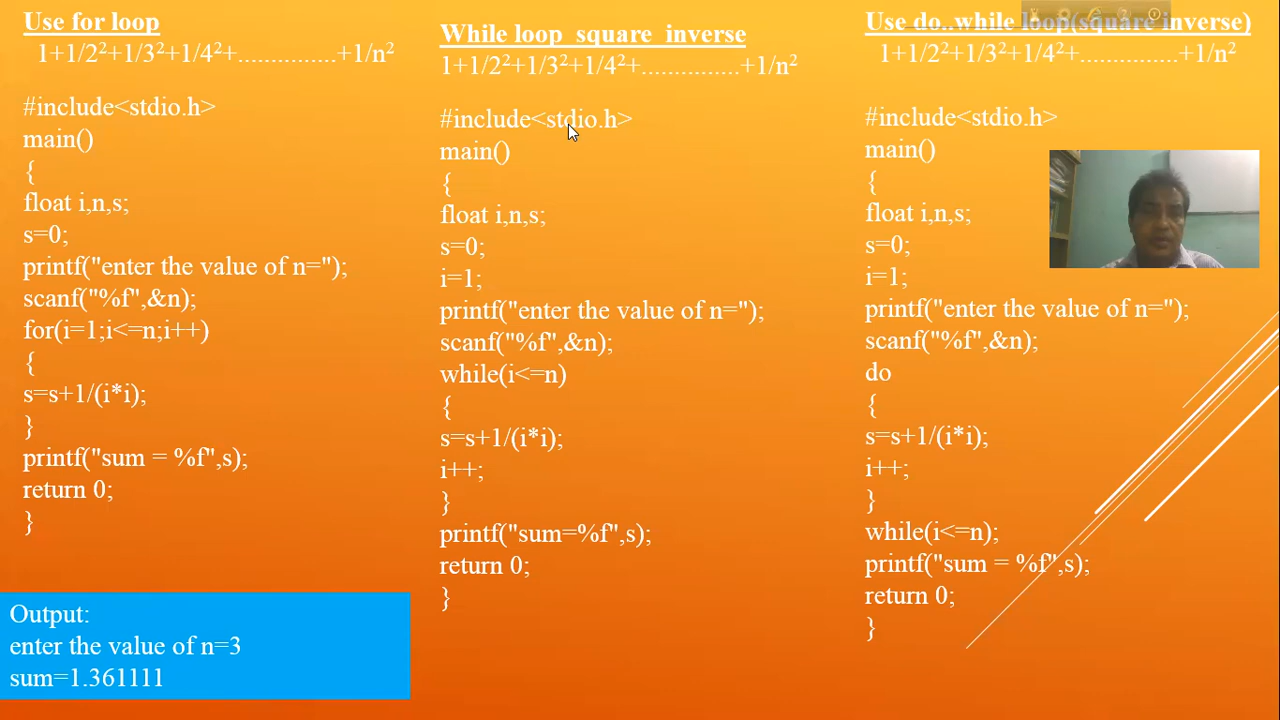 Use for loop
1+1/2²+1/3²+1/4²+...............+1/n²
#include<stdio.h>
main()
{
float i,n,s;
s=0;
printf("enter the value of n=");
scanf("%f",&n);
for(i=1;i<=n;i++)
{
s=s+1/(i*i);
}
printf("sum = %f",s);
return 0;
}
Output:
enter the value of n=3
sum=1.361111
While loop square inverse
1+1/2²+1/3²+1/4²+...............+1/n²
#include<stdio.h>
main()
{
float i,n,s;
s=0;
i=1;
printf("enter the value of n=");
scanf("%f",&n);
while(i<=n)
{
s=s+1/(i*i);
i++;
}
printf("sum=%f",s);
return 0;
}
Use do..while loop(square inverse)
1+1/2²+1/3²+1/4²+...............+1/n²
#include<stdio.h>
main()
{
float i,n,s;
s=0;
i=1;
printf("enter the value of n=");
scanf("%f",&n);
do
{
s=s+1/(i*i);
i++;
}
while(i<=n);
printf("sum = %f",s);
return 0;
}